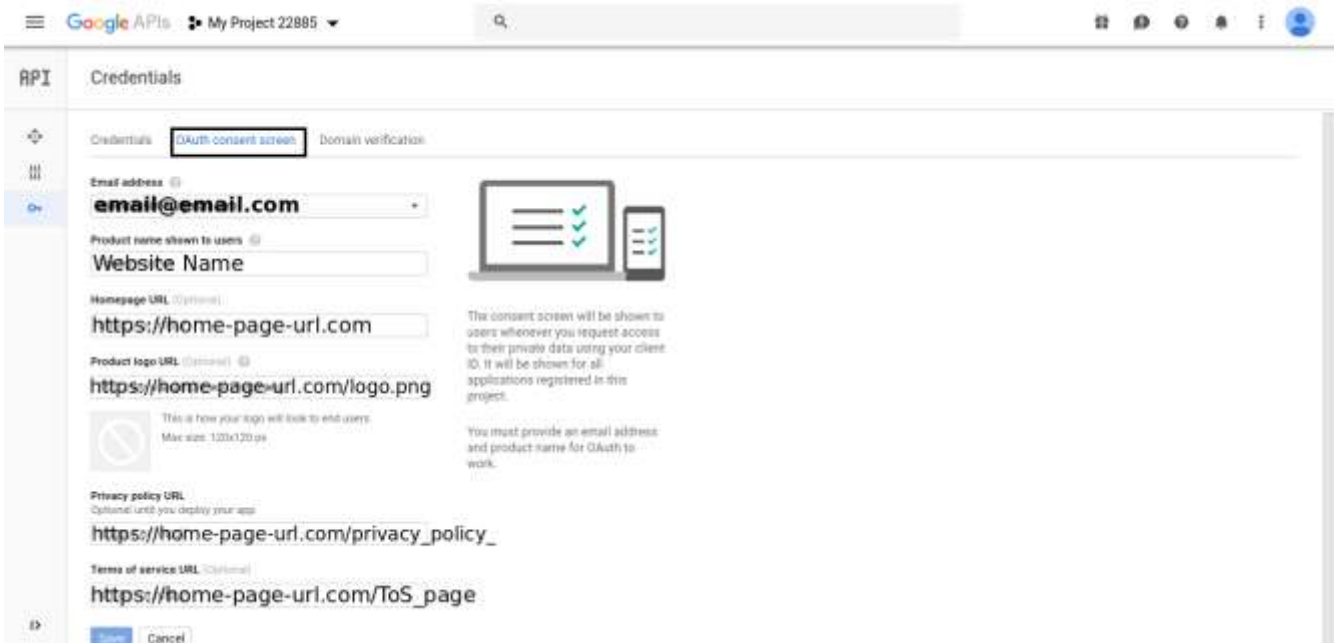 Google APIs My Project 22885
API Credentials
Credentials OAuth consent screen Domain verification
Email address
email@email.com
Product name shown to users
Website Name
Homepage URL (Optional)
https://home-page-url.com
Product logo URL (Optional)
https://home-page-url.com/logo.png
This is how your logo will look to end users
Max size: 120x120 px
Privacy policy URL
Optional until you deploy your app
https://home-page-url.com/privacy_policy_
Terms of service URL (Optional)
https://home-page-url.com/ToS_page
Save Cancel
The consent screen will be shown to
users whenever you request access
to their private data using your client
ID. It will be shown for all
applications registered in this
project.
You must provide an email address
and product name for OAuth to
work.